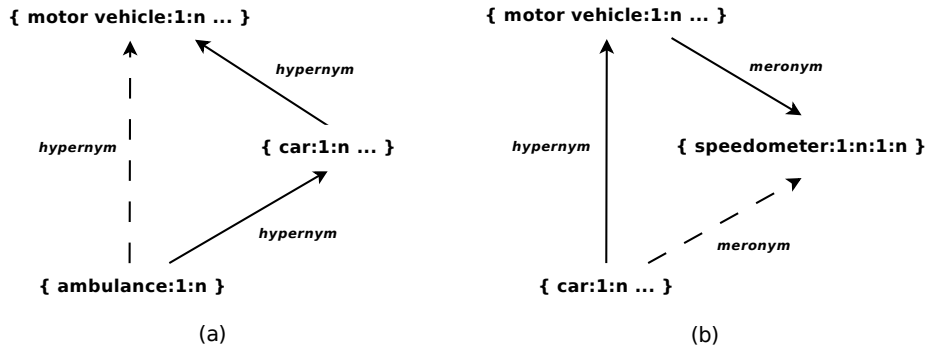 { motor vehicle:1:n ... }
hypernym
hypernym
{ car:1:n ... }
hypernym
{ ambulance:1:n }
(a)
{ motor vehicle:1:n ... }
meronym
hypernym
{ speedometer:1:n:1:n }
meronym
{ car:1:n ... }
(b)